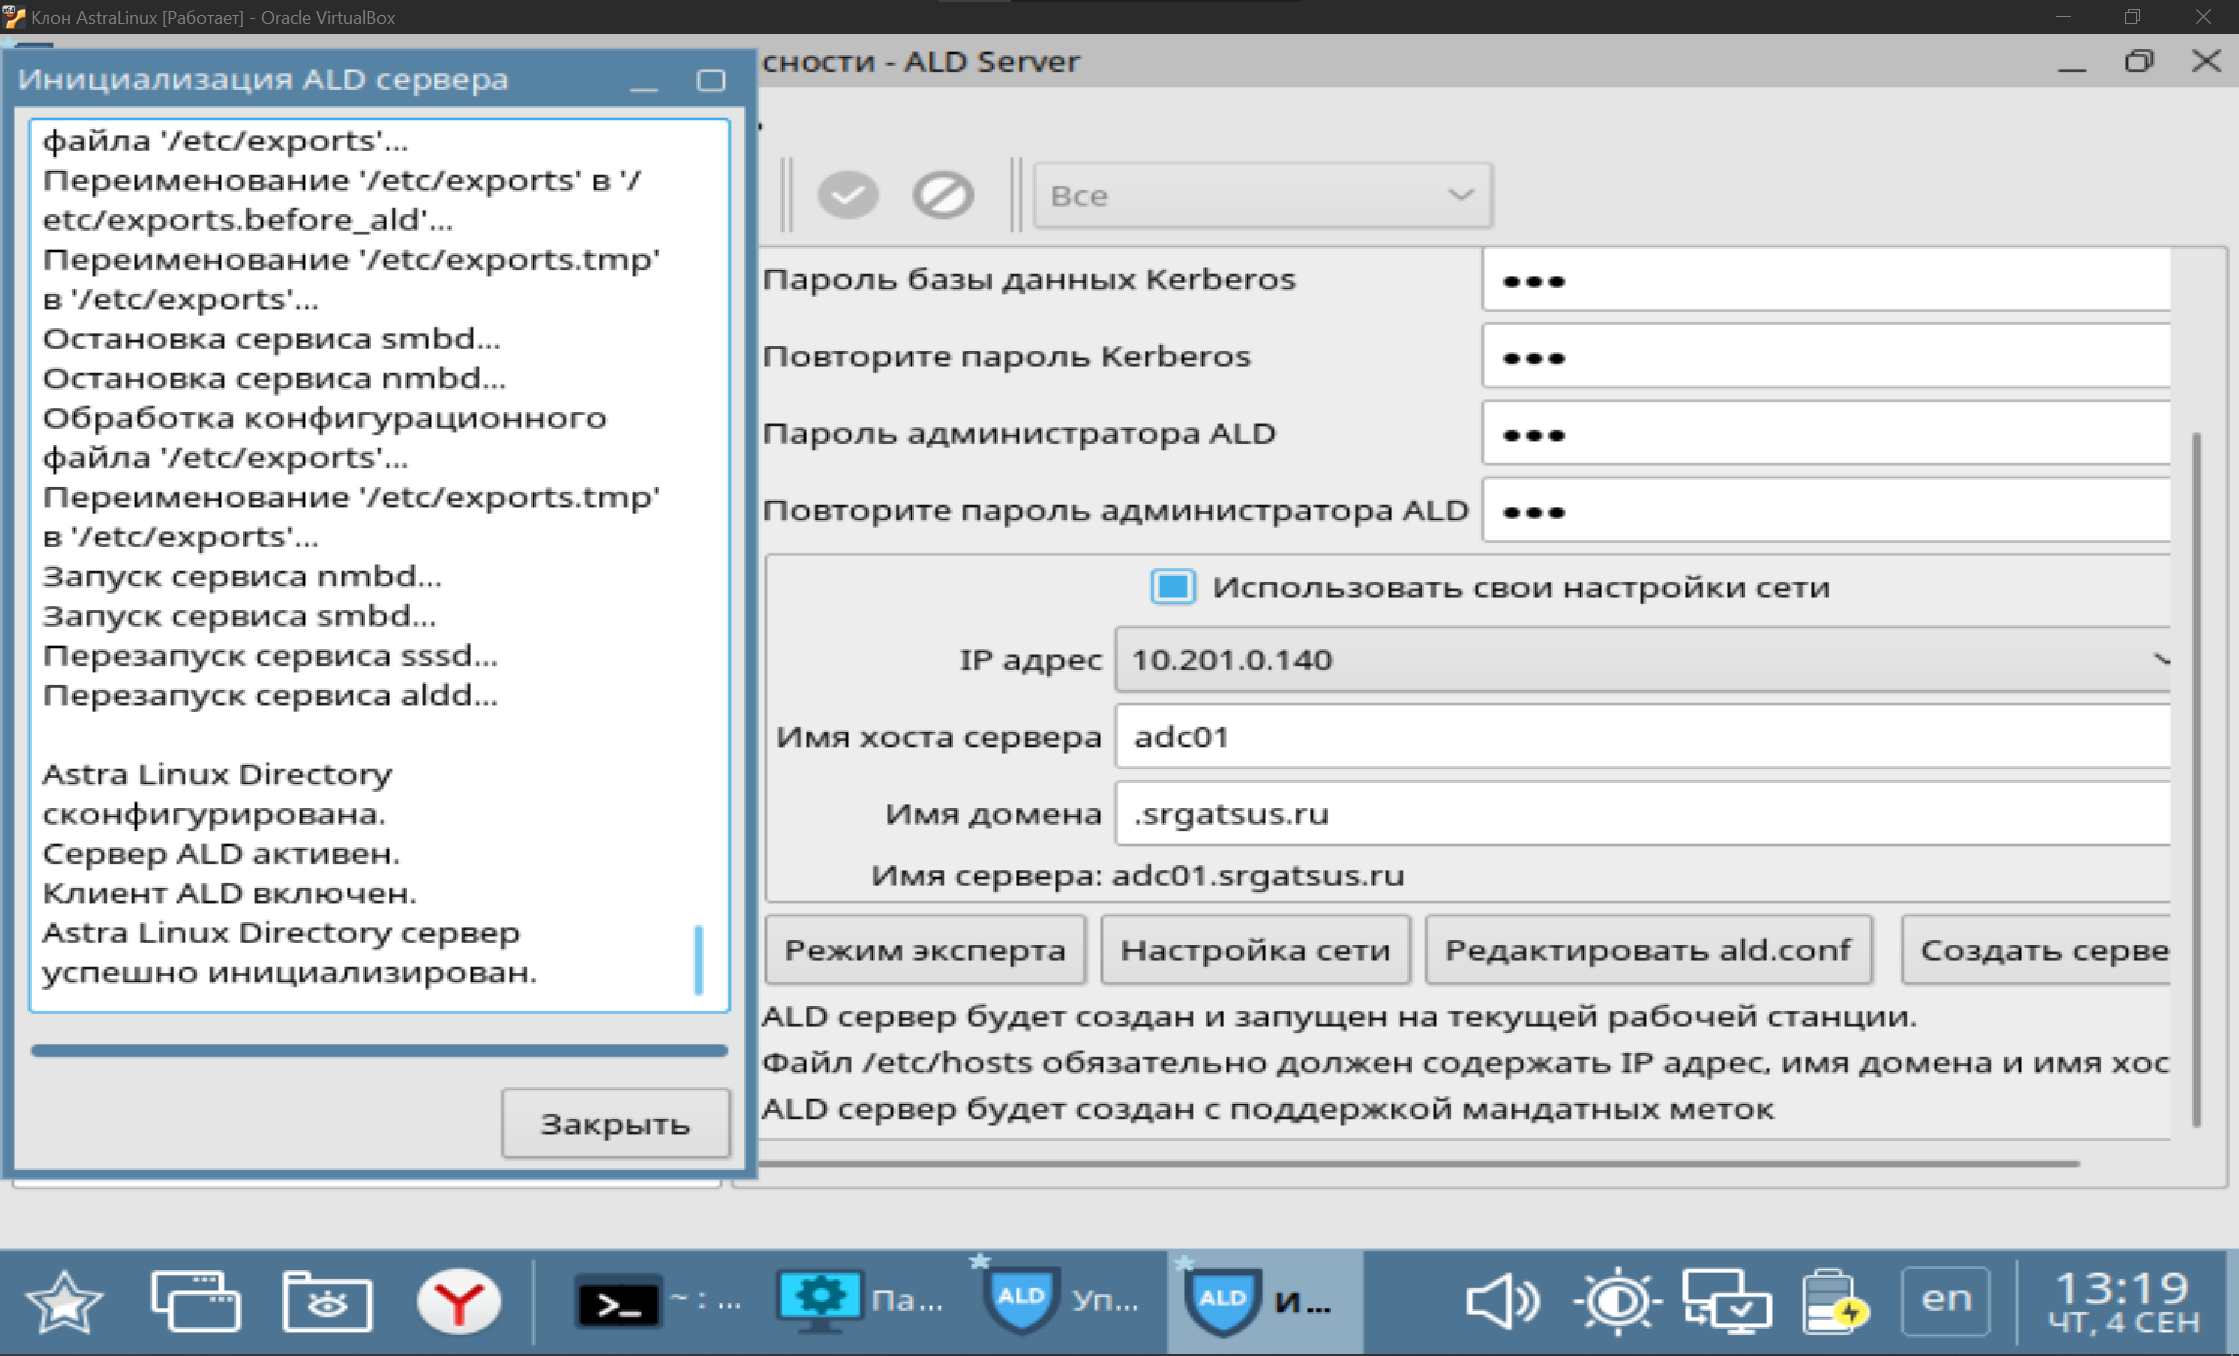 Клон AstraLinux [Работает] - Oracle VirtualBox
сности - ALD Server
Инициализация ALD сервера
файла '/etc/exports'...
Переименование '/etc/exports' в '/
etc/exports.before_ald'...
Переименование '/etc/exports.tmp'
в '/etc/exports'...
Остановка сервиса smbd...
Остановка сервиса nmbd...
Обработка конфигурационного
файла '/etc/exports'...
Переименование '/etc/exports.tmp'
в '/etc/exports'...
Запуск сервиса nmbd...
Запуск сервиса smbd...
Перезапуск сервиса sssd...
Перезапуск сервиса aldd...
Astra Linux Directory
сконфигурирована.
Сервер ALD активен.
Клиент ALD включен.
Astra Linux Directory сервер
успешно инициализирован.
Закрыть
Все
Пароль базы данных Kerberos
•••
Повторите пароль Kerberos
•••
Пароль администратора ALD
•••
Повторите пароль администратора ALD
•••
Использовать свои настройки сети
IP адрес 10.201.0.140
Имя хоста сервера adc01
Имя домена .srgatsus.ru
Имя сервера: adc01.srgatsus.ru
Режим эксперта Настройка сети Редактировать ald.conf Создать серве
ALD сервер будет создан и запущен на текущей рабочей станции.
Файл /etc/hosts обязательно должен содержать IP адрес, имя домена и имя хос
ALD сервер будет создан с поддержкой мандатных меток
~ : ... Па... ALD Уп... ALD И ... en 13:19
ЧТ, 4 СЕН